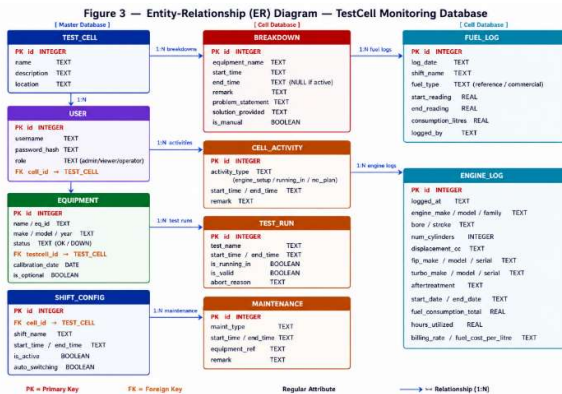 Figure 3 — Entity-Relationship (ER) Diagram — TestCell Monitoring Database
[ Master Database ]
TEST_CELL
PK id INTEGER
name TEXT
description TEXT
location TEXT
1:N
USER
PK id INTEGER
username TEXT
password_hash TEXT
role TEXT (admin/viewer/operator)
FK cell_id → TEST_CELL
EQUIPMENT
PK id INTEGER
name / eq_id TEXT
make / model / year TEXT
status TEXT (OK / DOWN)
FK testcell_id → TEST_CELL
calibration_date DATE
is_optional BOOLEAN
SHIFT_CONFIG
PK id INTEGER
FK cell_id → TEST_CELL
shift_name TEXT
start_time / end_time TEXT
is_active BOOLEAN
auto_switching BOOLEAN
1:N breakdowns
1:N activities
1:N test runs
1:N maintenance
[ Cell Database ]
BREAKDOWN
PK id INTEGER
equipment_name TEXT
start_time TEXT
end_time TEXT (NULL if active)
remark TEXT
problem_statement TEXT
solution_provided TEXT
is_manual BOOLEAN
CELL_ACTIVITY
PK id INTEGER
activity_type TEXT
(engine_setup / running_in / no_plan)
start_time / end_time TEXT
remark TEXT
TEST_RUN
PK id INTEGER
test_name TEXT
start_time / end_time TEXT
is_running_in BOOLEAN
is_valid BOOLEAN
abort_reason TEXT
MAINTENANCE
PK id INTEGER
maint_type TEXT
start_time / end_time TEXT
equipment_ref TEXT
remark TEXT
1:N fuel logs
1:N engine logs
[ Cell Database ]
FUEL_LOG
PK id INTEGER
log_date TEXT
shift_name TEXT
fuel_type TEXT (reference / commercial)
start_reading REAL
end_reading REAL
consumption_litres REAL
logged_by TEXT
ENGINE_LOG
PK id INTEGER
logged_at TEXT
engine_make / model / family TEXT
bore / stroke TEXT
num_cylinders INTEGER
displacement_cc TEXT
fip_make / model / serial TEXT
turbo_make / model / serial TEXT
aftertreatment TEXT
start_date / end_date TEXT
fuel_consumption_total REAL
hours_utilized REAL
billing_rate / fuel_cost_per_litre TEXT
PK = Primary Key FK = Foreign Key Regular Attribute Relationship (1:N)